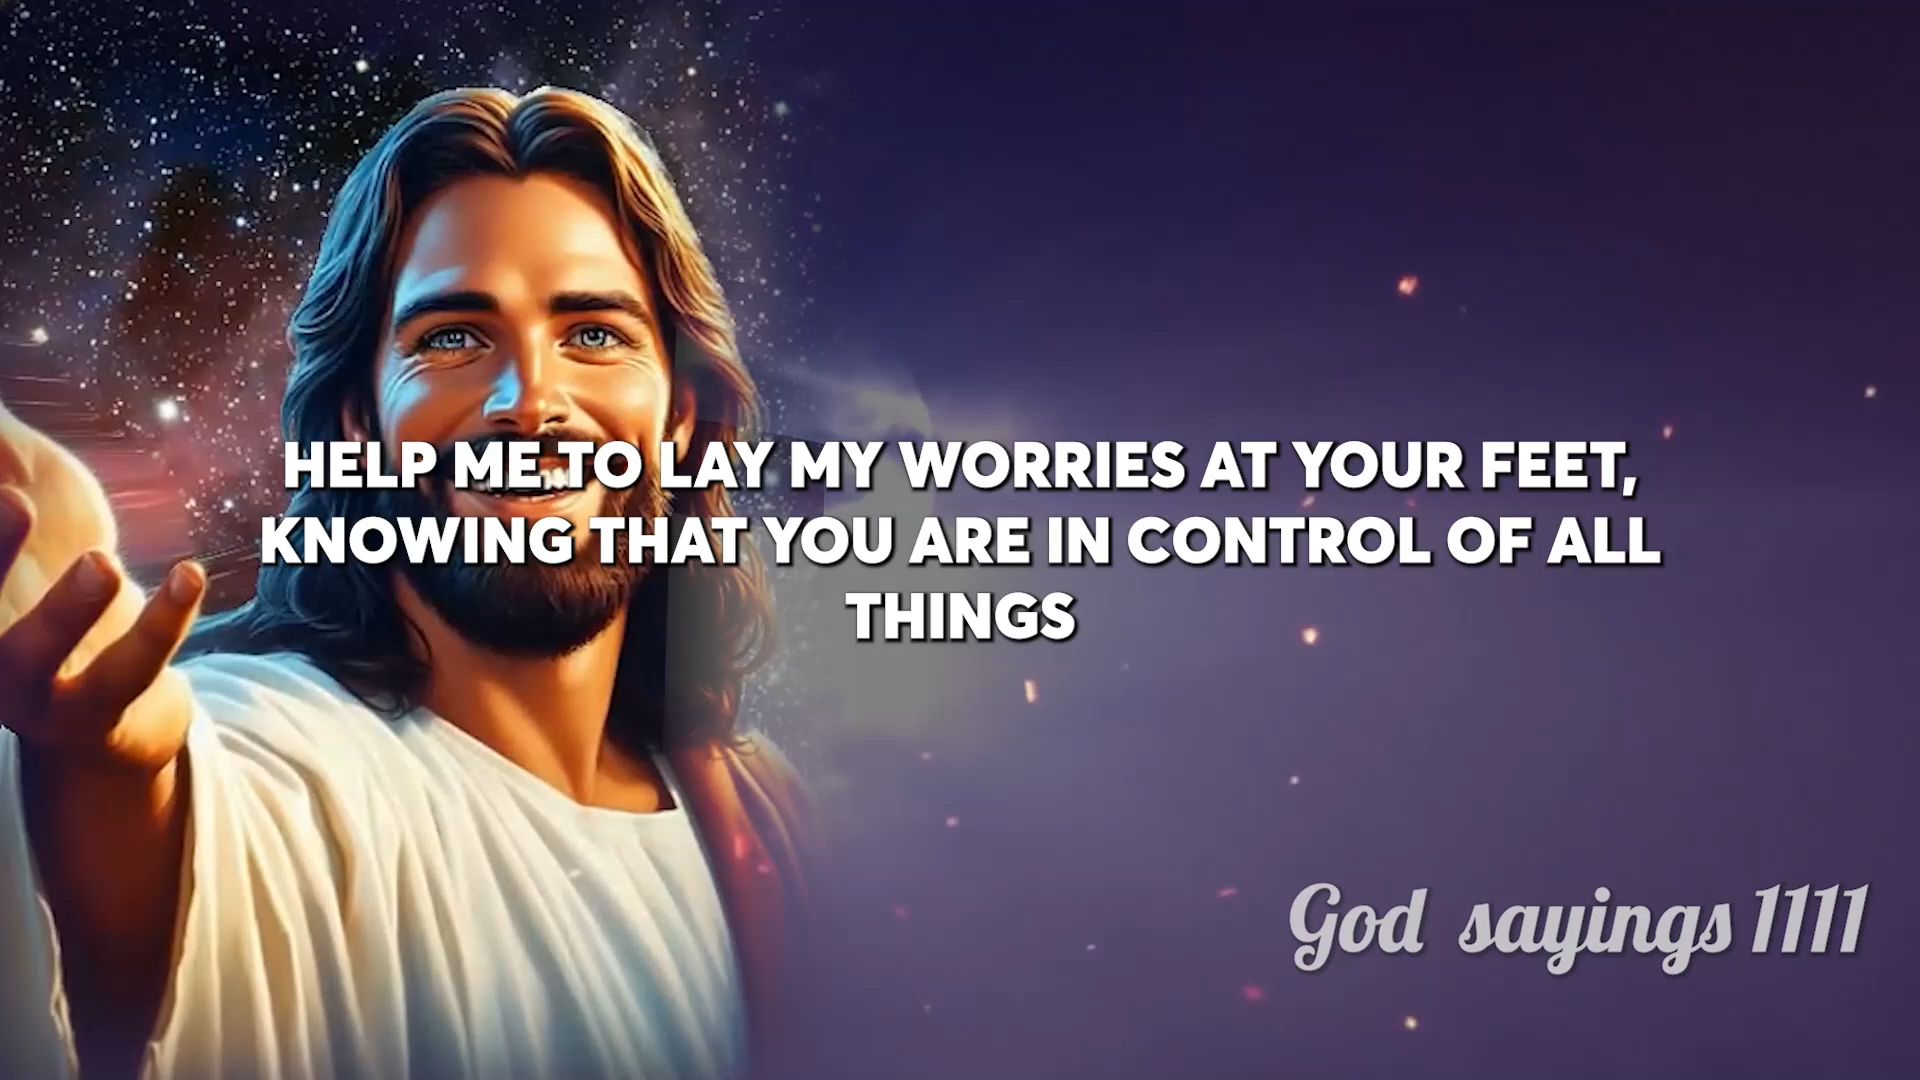 HELP ME TO LAY MY WORRIES AT YOUR FEET,
KNOWING THAT YOU ARE IN CONTROL OF ALL
THINGS
God sayings 1111